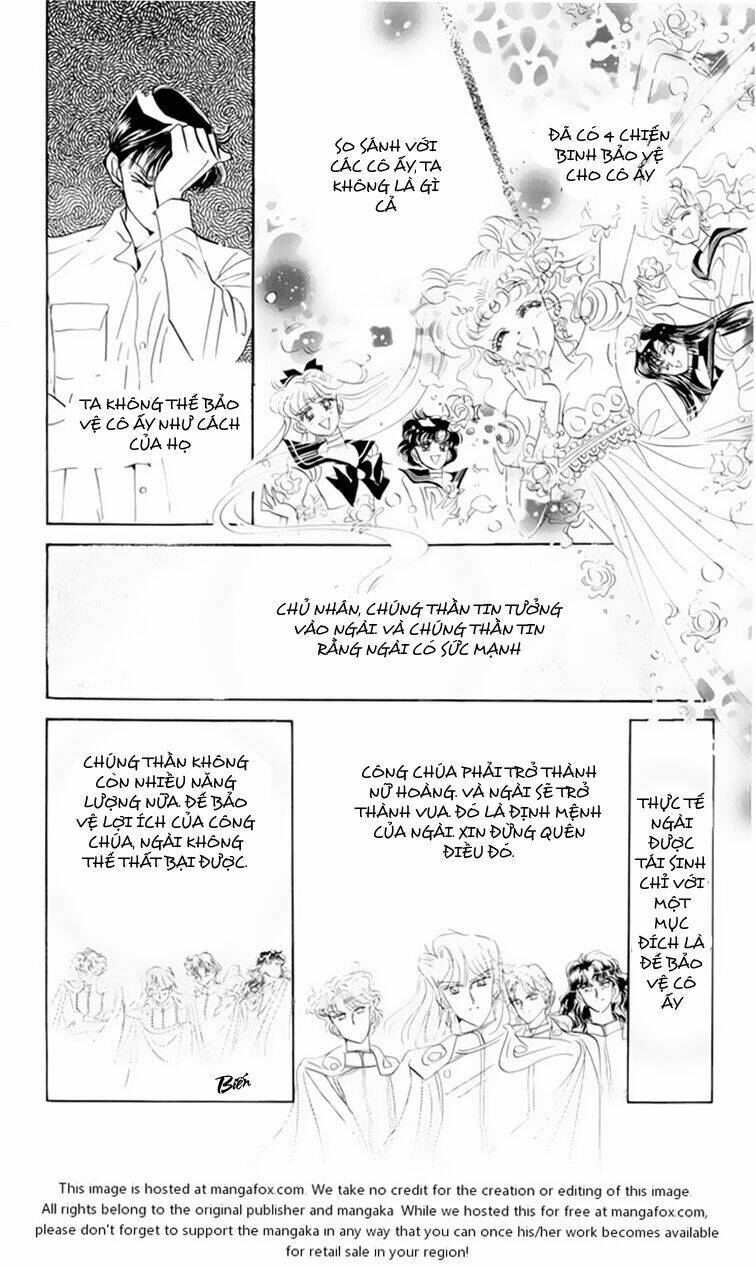 ĐÃ CÓ 4 CHIẾN
BINH BẢO VỆ
CHO CÔ ẤY
SO SÁNH VỚI
CÁC CÔ ẤY, TA
KHÔNG LÀ GÌ
CẢ
TA KHÔNG THỂ BẢO
VỆ CÔ ẤY NHƯ CÁCH
CỦA HỌ
CHỦ NHÂN, CHÚNG THẦN TIN TƯỞNG
VÀO NGÀI. VÀ CHÚNG THẦN TIN
RẰNG NGÀI CÓ SỨC MẠNH
THỰC TẾ
NGÀI
ĐƯỢC
TÁI SINH
CHỈ VỚI
MỘT
MỤC
ĐÍCH LÀ
ĐỂ BẢO
VỆ CÔ
ẤY
CÔNG CHÚA PHẢI TRỞ THÀNH
NỮ HOÀNG. VÀ NGÀI SẼ TRỞ
THÀNH VUA. ĐÓ LÀ ĐỊNH MỆNH
CỦA NGÀI. XIN ĐỪNG QUÊN
ĐIỀU ĐÓ.
CHÚNG THẦN KHÔNG
CÒN NHIỀU NĂNG
LƯỢNG NỮA. ĐỂ BẢO
VỆ LỢI ÍCH CỦA CÔNG
CHÚA, NGÀI KHÔNG
THỂ THẤT BẠI ĐƯỢC.
Biến
This image is hosted at mangafox.com. We take no credit for the creation or editing of this image.
All rights belong to the original publisher and mangaka. While we hosted this for free at mangafox.com,
please don't forget to support the mangaka in any way that you can once his/her work becomes available
for retail sale in your region!